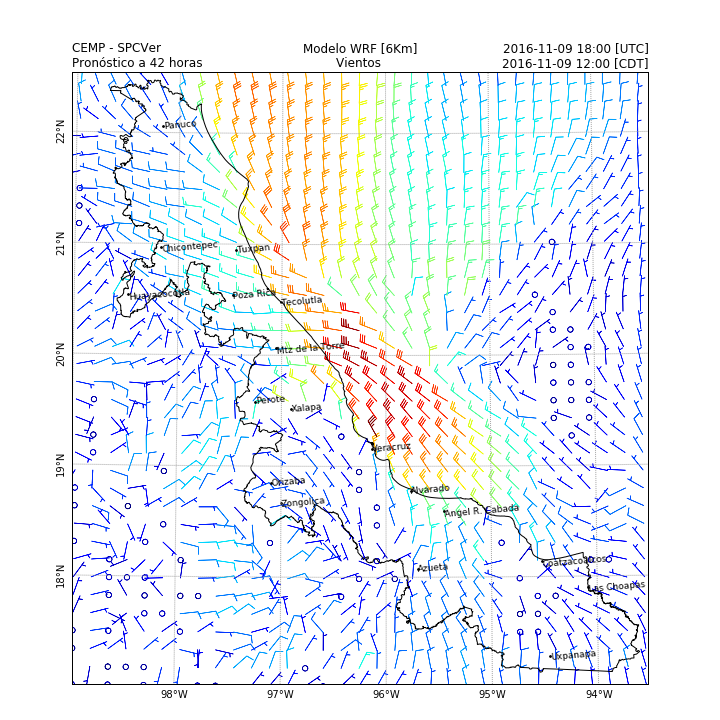 CEMP - SPCVer
Modelo WRF [6Km]
2016-11-09 18:00 [UTC]
Pronóstico a 42 horas
Vientos
2016-11-09 12:00 [CDT]
22°N
Panuco
21°N
Chicontepec
Tuxpan
Huayacocotla
Poza Rica
Tecolutla
20°N
Mtz de la Torre
Perote
Xalapa
Veracruz
19°N
Orizaba
Alvarado
Zongolica
Angel R. Cabada
18°N
Azueta
Coatzacoalcos
Las Choapas
Uxpanapa
98°W
97°W
96°W
95°W
94°W